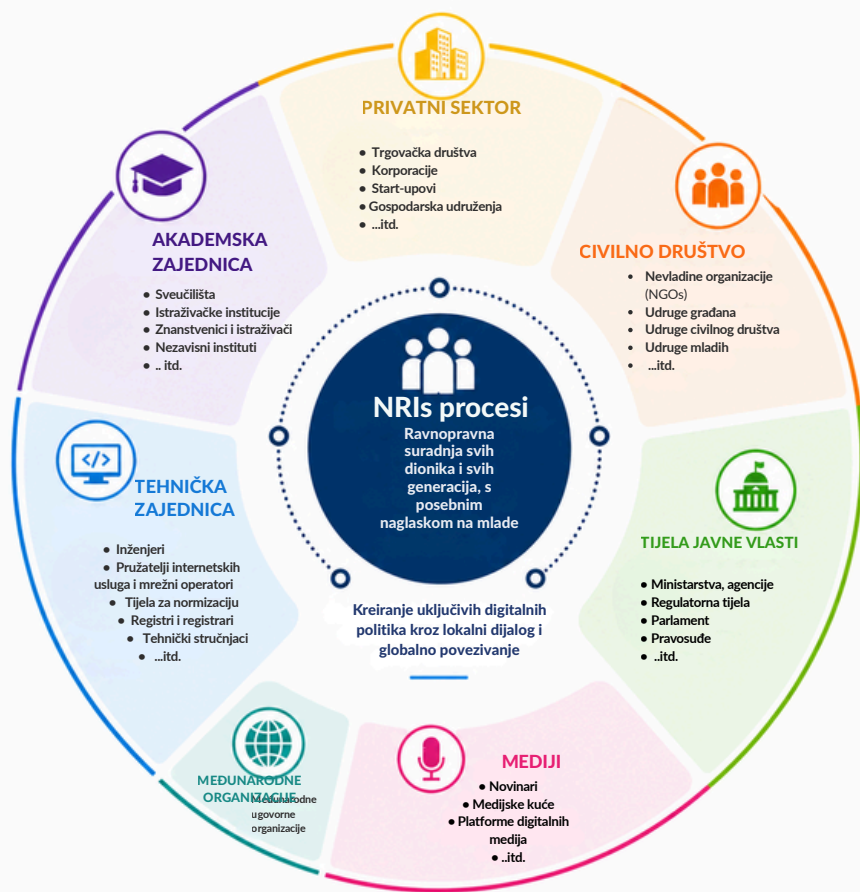 PRIVATNI SEKTOR
● Trgovačka društva
● Korporacije
● Start-upovi
● Gospodarska udruženja
● ...itd.
CIVILNO DRUŠTVO
• Nevladine organizacije
(NGOs)
• Udruge građana
• Udruge civilnog društva
• Udruge mladih
• ...itd.
TIJELA JAVNE VLASTI
● Ministarstva, agencije
● Regulatorna tijela
● Parlament
● Pravosuđe
● ..itd.
MEDIJI
● Novinari
● Medijske kuće
● Platforme digitalnih
medija
● ..itd.
MEĐUNARODNE
ORGANIZACIJE
Međunarodne
ugovorne
organizacije
TEHNIČKA
ZAJEDNICA
● Inženjeri
● Pružatelji internetskih
usluga i mrežni operatori
● Tijela za normizaciju
● Registri i registrari
● Tehnički stručnjaci
● ...itd.
AKADEMSKA
ZAJEDNICA
● Sveučilišta
● Istraživačke institucije
● Znanstvenici i istraživači
● Nezavisni instituti
● .. itd.
NRIs procesi
Ravnopravna
suradnja svih
dionika i svih
generacija, s
posebnim
naglaskom na mlade
Kreiranje uključivih digitalnih
politika kroz lokalni dijalog i
globalno povezivanje